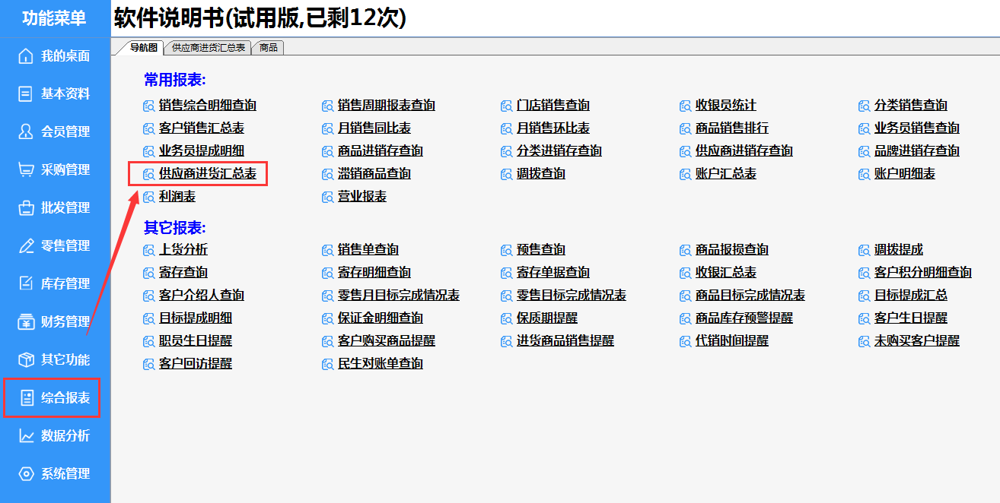 功能菜单
软件说明书(试用版,已剩12次)
我的桌面
基本资料
会员管理
采购管理
批发管理
零售管理
库存管理
财务管理
其它功能
综合报表
数据分析
系统管理
导航图 供应商进货汇总表 商品
常用报表:
销售综合明细查询 销售周期报表查询 门店销售查询 收银员统计 分类销售查询
客户销售汇总表 月销售同比表 月销售环比表 商品销售排行 业务员销售查询
业务员提成明细 商品进销存查询 分类进销存查询 供应商进销存查询 品牌进销存查询
供应商进货汇总表 滞销商品查询 调拨查询 账户汇总表 账户明细表
利润表 营业报表
其它报表:
上货分析 销售单查询 预售查询 商品报损查询 调拨提成
寄存查询 寄存明细查询 寄存单据查询 收银汇总表 客户积分明细查询
客户介绍人查询 零售月目标完成情况表 零售目标完成情况表 商品目标完成情况表 目标提成汇总
目标提成明细 保证金明细查询 保质期提醒 商品库存预警提醒 客户生日提醒
职员生日提醒 客户购买商品提醒 进货商品销售提醒 代销时间提醒 未购买客户提醒
客户回访提醒 民生对账单查询